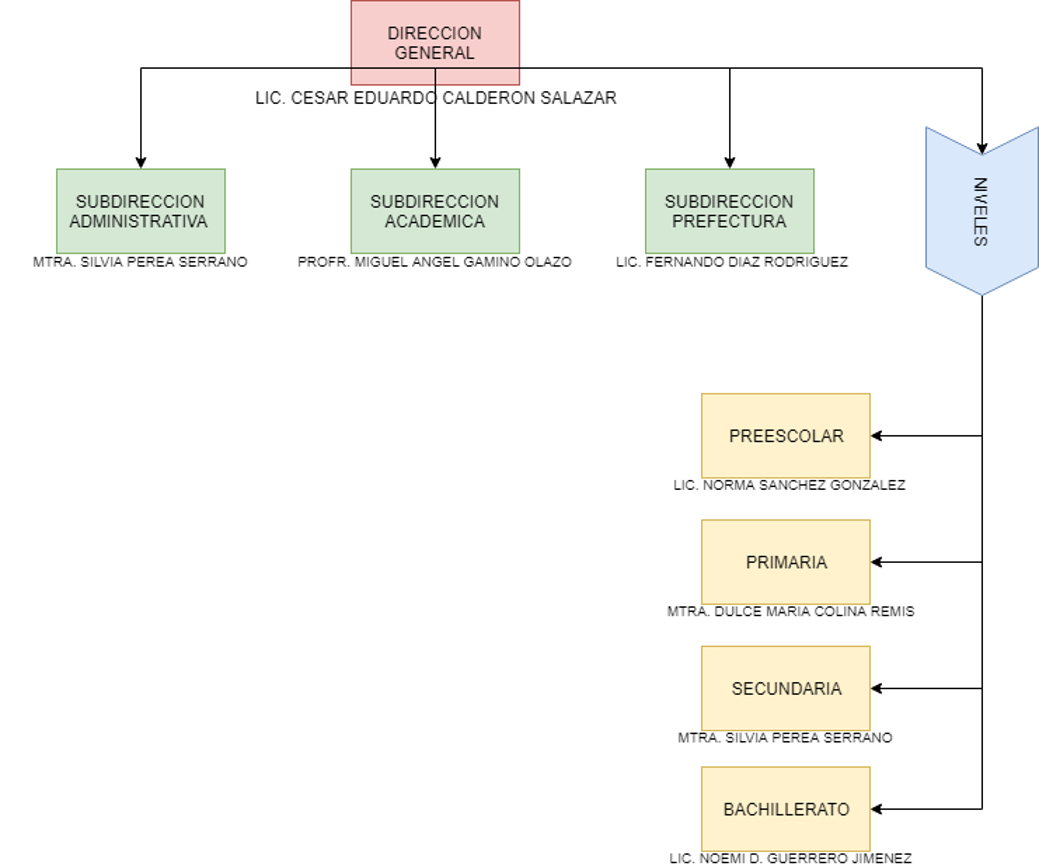 DIRECCION
GENERAL
LIC. CESAR EDUARDO CALDERON SALAZAR
SUBDIRECCION
ADMINISTRATIVA
MTRA. SILVIA PEREA SERRANO
SUBDIRECCION
ACADEMICA
PROFR. MIGUEL ANGEL GAMINO OLAZO
SUBDIRECCION
PREFECTURA
LIC. FERNANDO DIAZ RODRIGUEZ
NIVELES
PREESCOLAR
LIC. NORMA SANCHEZ GONZALEZ
PRIMARIA
MTRA. DULCE MARIA COLINA REMIS
SECUNDARIA
MTRA. SILVIA PEREA SERRANO
BACHILLERATO
LIC. NOEMI D. GUERRERO JIMENEZ